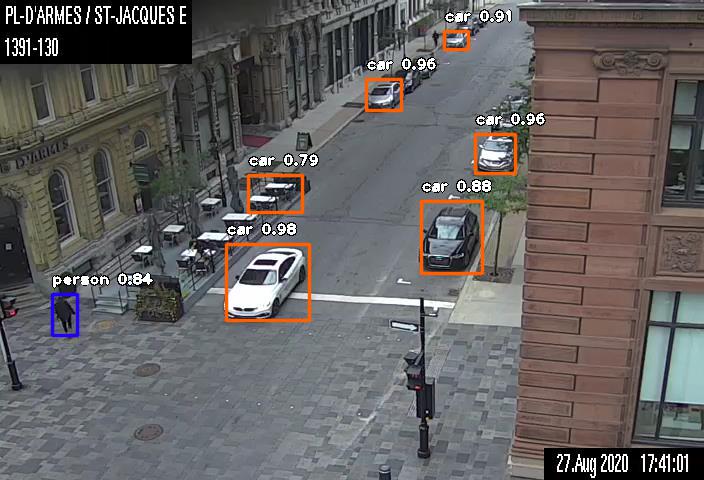 PL-D'ARMES / ST-JACQUES E
1391-130
car 0.91
car 0.96
car 0.96
car 0.79
car 0.88
car 0.98
person 0.84
D'ARMES
27.Aug 2020 17:41:01